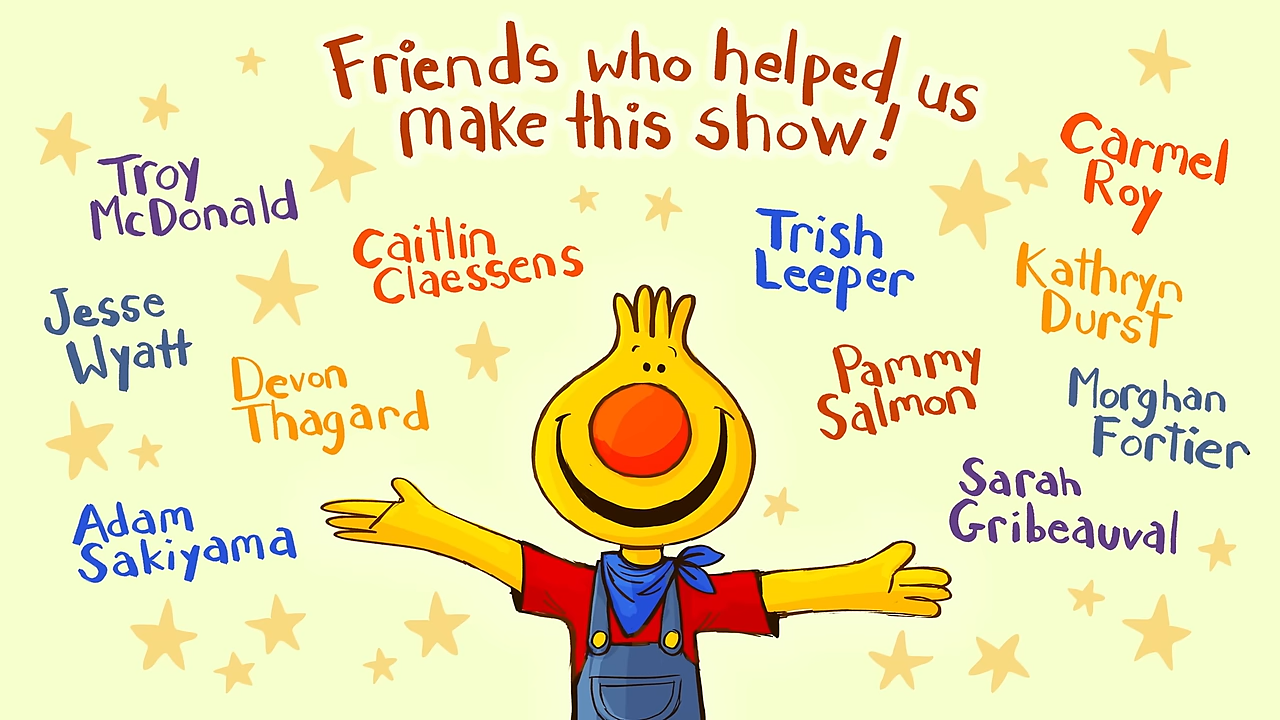 Friends who helped us
make this show!
Troy
McDonald
Caitlin
Claessens
Trish
Leeper
Carmel
Roy
Kathryn
Durst
Jesse
Wyatt
Devon
Thagard
Pammy
Salmon
Morghan
Fortier
Adam
Sakiyama
Sarah
Gribeauval